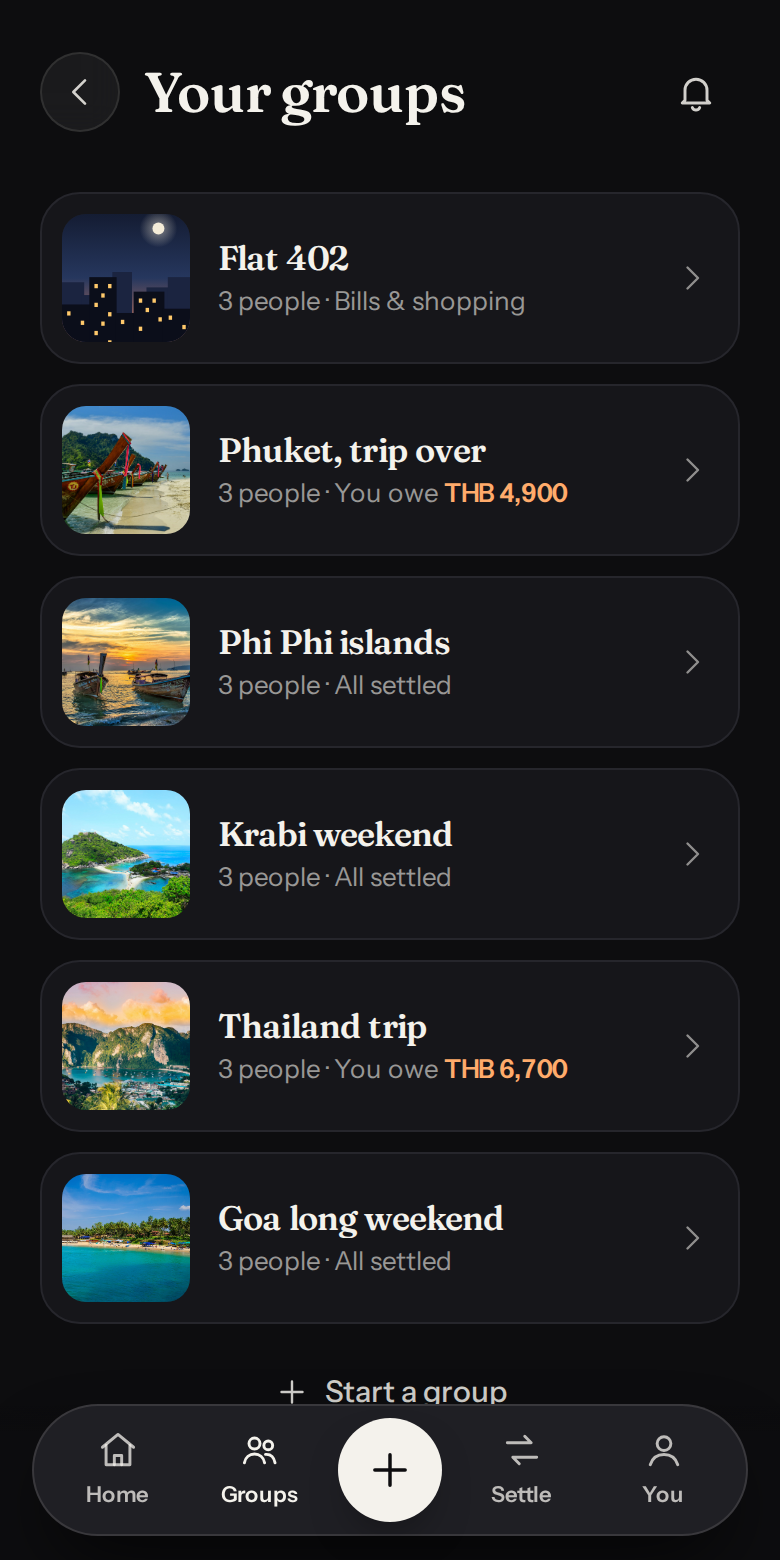 Your groups
Flat 402
3 people · Bills & shopping
Phuket, trip over
3 people · You owe THB 4,900
Phi Phi islands
3 people · All settled
Krabi weekend
3 people · All settled
Thailand trip
3 people · You owe THB 6,700
Goa long weekend
3 people · All settled
+ Start a group
Home Groups + Settle You